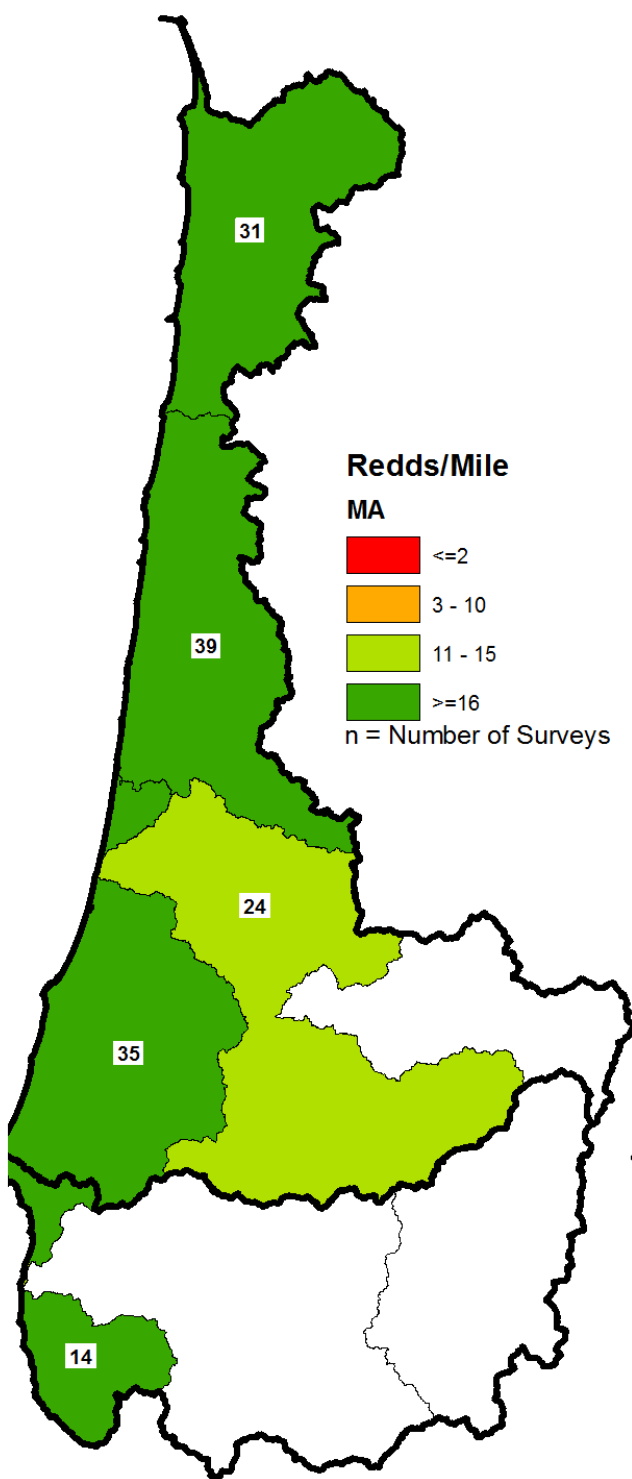 31
Redds/Mile
MA
<=2
3 - 10
11 - 15
>=16
n = Number of Surveys
39
24
35
14